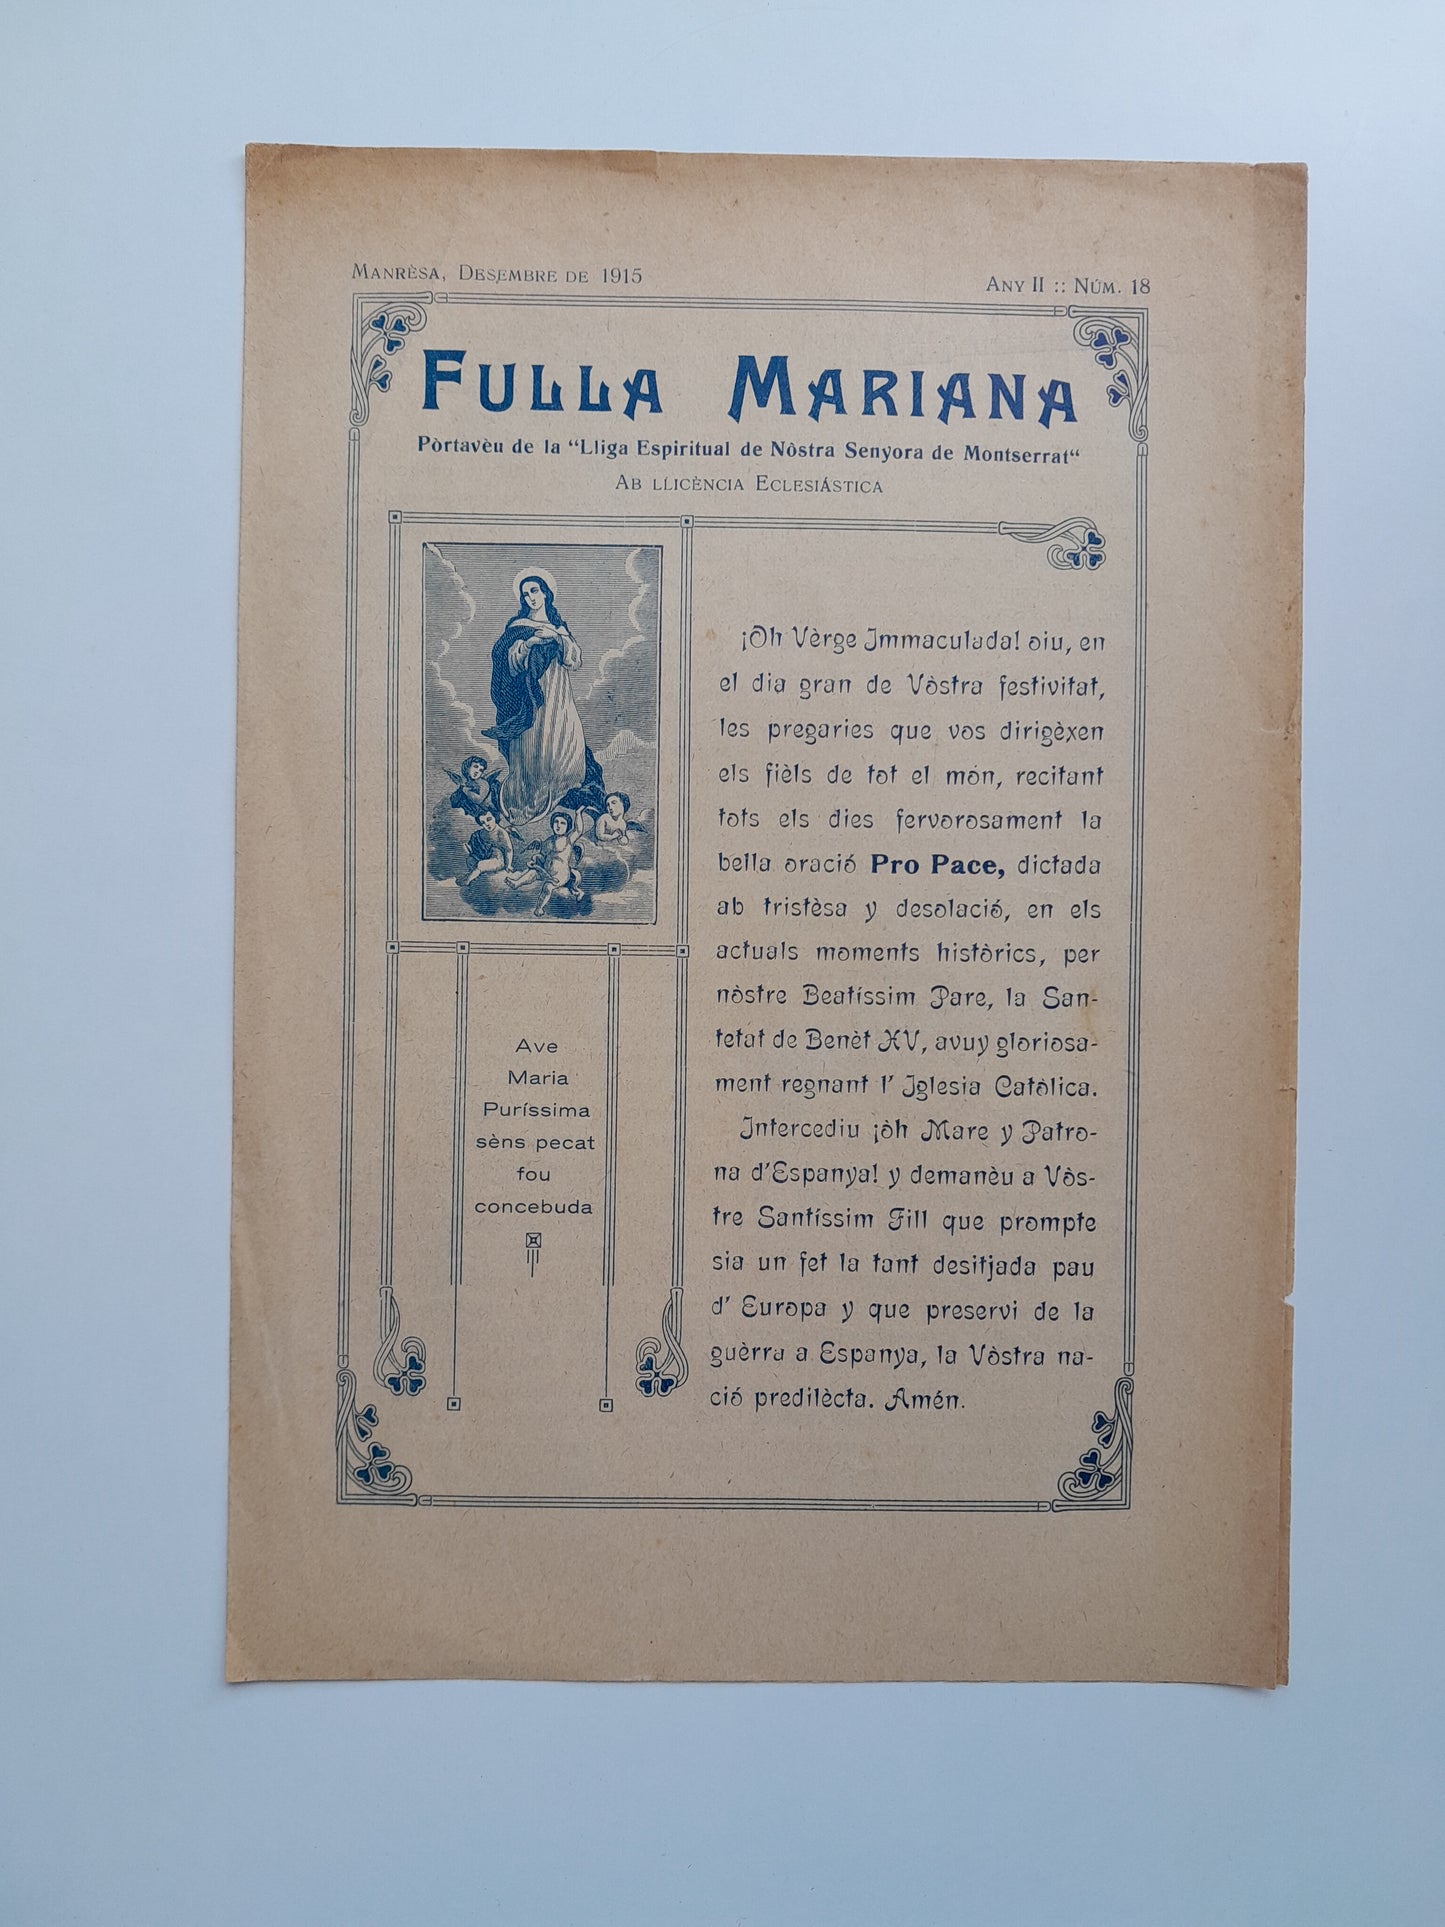 MANRÈSA, DESEMBRE DE 1915
ANY II :: NÚM. 18
FULLA MARIANA
Pòrtavèu de la “Lliga Espiritual de Nòstra Senyora de Montserrat“
AB LLICÈNCIA ECLESIÁSTICA
¡Oh Vèrge Immaculada! oiu, en
el dia gran de Vòstra festivitat,
les pregaries que vos dirigèxen
els fièls de tot el món, recitant
tots els dies fervorosament la
bella oració Pro Pace, dictada
ab tristèsa y desolació, en els
actuals moments històrics, per
nòstre Beatíssim Pare, la San-
tetat de Benèt XV, avuy gloriosa-
ment regnant l' Iglesia Catòlica.
Intercediu ¡òh Mare y Patro-
na d'Espanya! y demanèu a Vòs-
tre Santíssim Fill que prompte
sia un fet la tant desitjada pau
d' Europa y que preservi de la
guèrra a Espanya, la Vòstra na-
ció predilècta. Amén.
Ave
Maria
Puríssima
sèns pecat
fou
concebuda